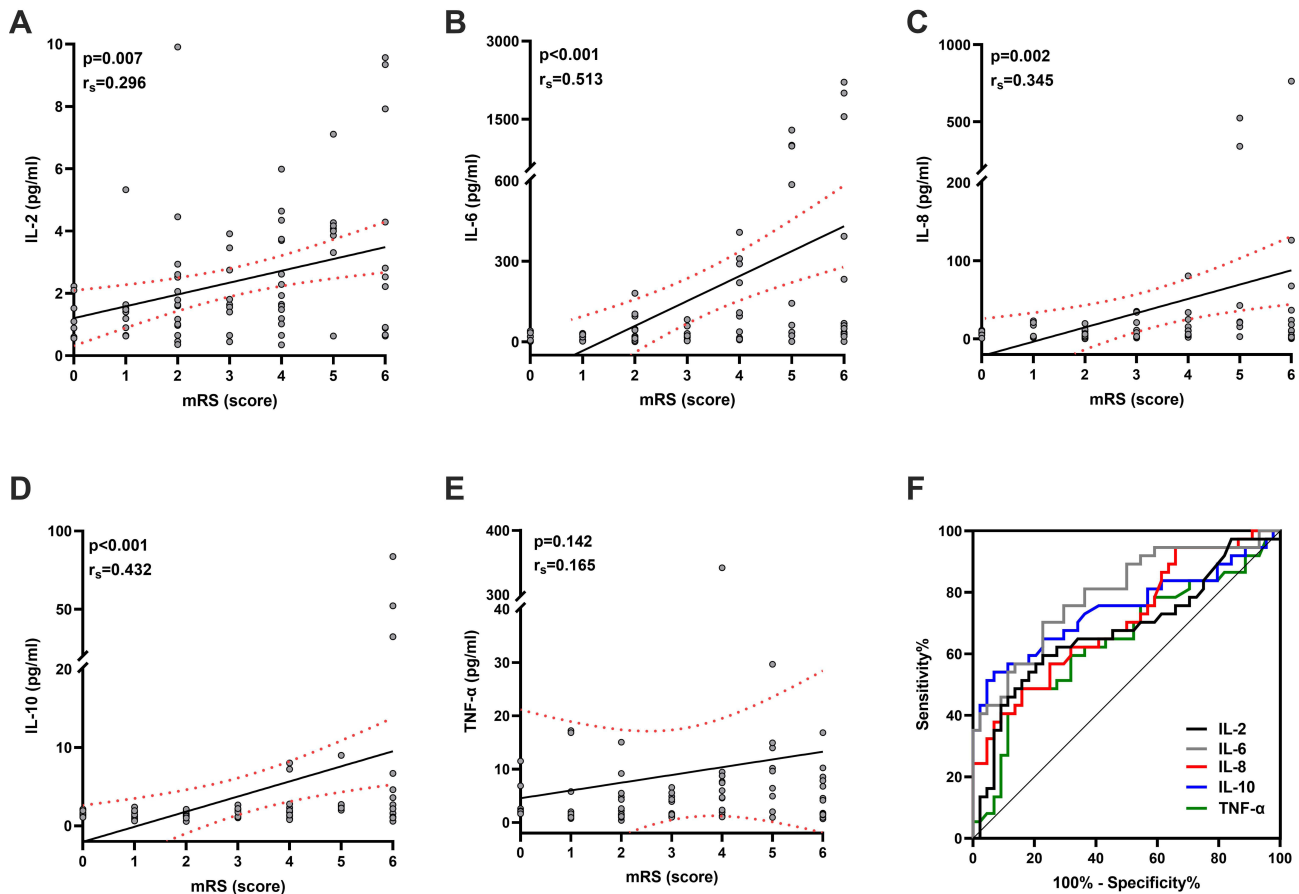 A
p=0.007
rs=0.296
IL-2 (pg/ml)
10
8
6
4
2
0
0 1 2 3 4 5 6
mRS (score)
B
p<0.001
rs=0.513
IL-6 (pg/ml)
3000
1500
600
300
0
0 1 2 3 4 5 6
mRS (score)
C
p=0.002
rs=0.345
IL-8 (pg/ml)
1000
500
200
100
0
0 1 2 3 4 5 6
mRS (score)
D
p<0.001
rs=0.432
IL-10 (pg/ml)
100
50
20
10
0
0 1 2 3 4 5 6
mRS (score)
E
p=0.142
rs=0.165
TNF-α (pg/ml)
400
300
40
30
20
10
0
0 1 2 3 4 5 6
mRS (score)
F
Sensitivity%
100
80
60
40
20
0
0 20 40 60 80 100
100% - Specificity%
IL-2
IL-6
IL-8
IL-10
TNF-α